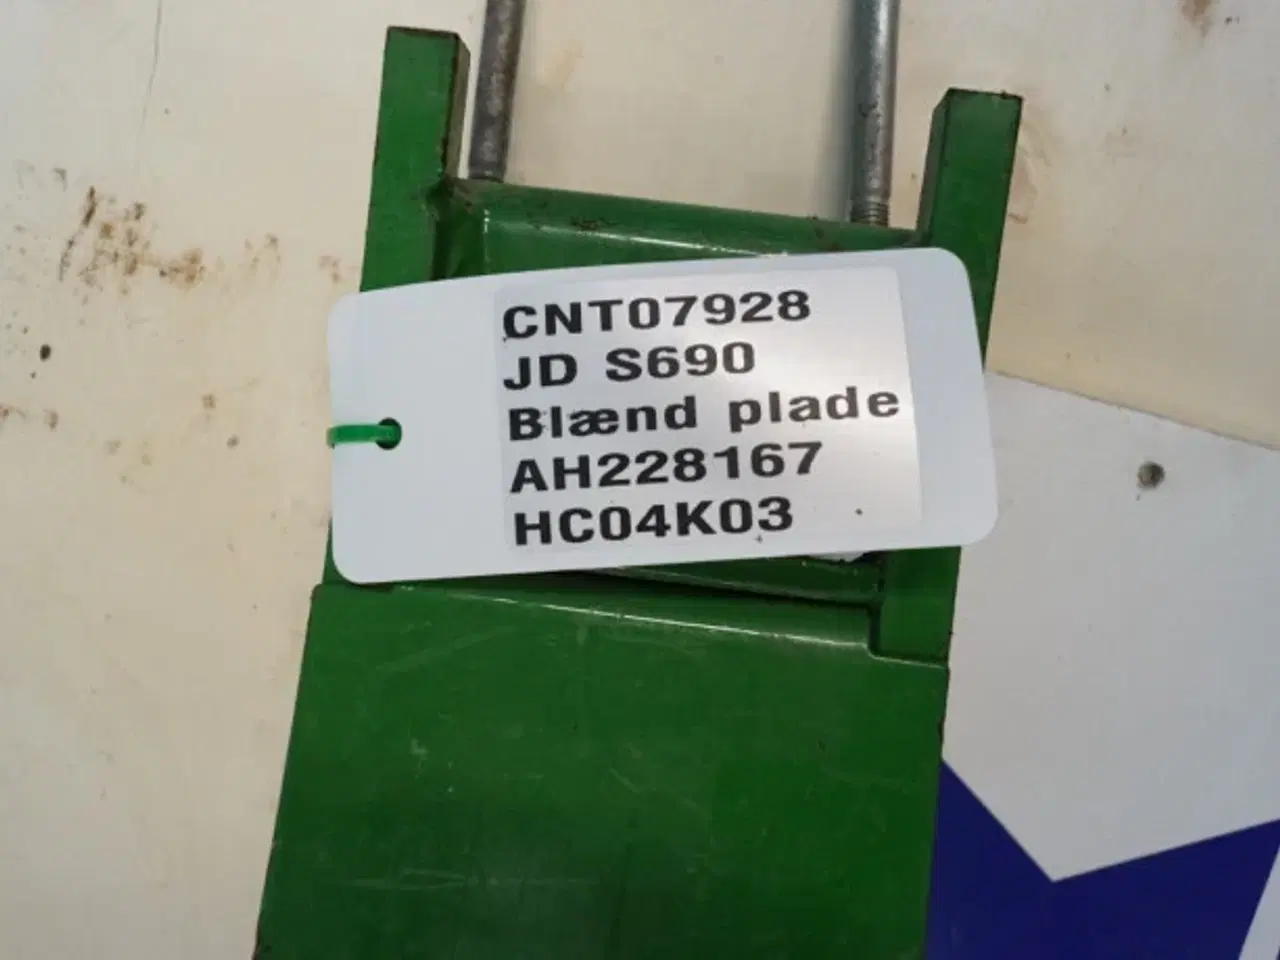 CNT07928
JD S690
Blænd plade
AH228167
HC04K03